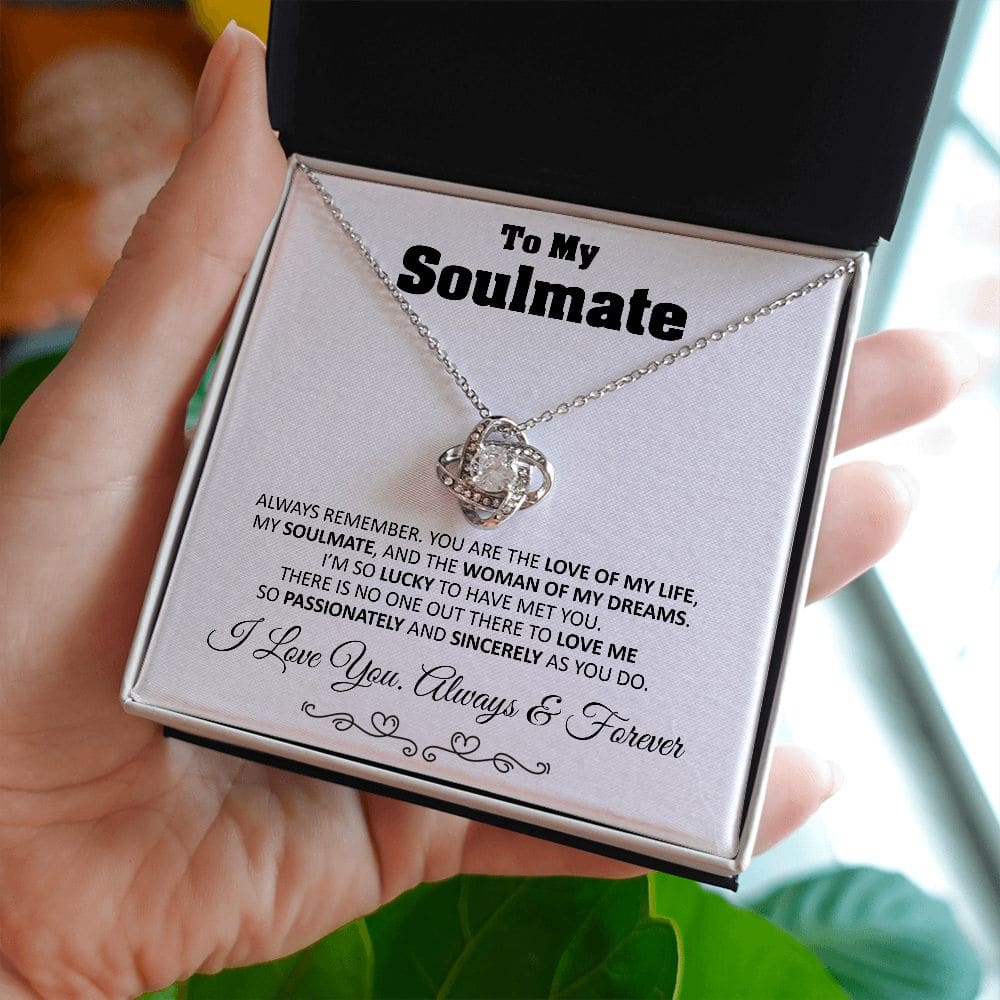 To My
Soulmate
ALWAYS REMEMBER. YOU ARE THE LOVE OF MY LIFE,
MY SOULMATE, AND THE WOMAN OF MY DREAMS.
I'M SO LUCKY TO HAVE MET YOU.
THERE IS NO ONE OUT THERE TO LOVE ME
SO PASSIONATELY AND SINCERELY AS YOU DO.
I Love You. Always & Forever